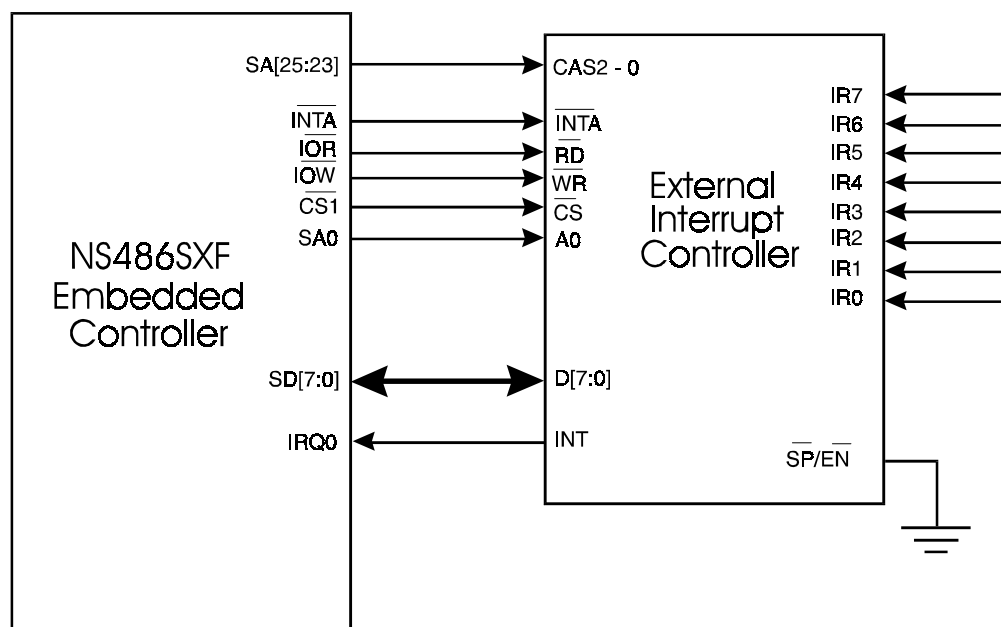 SA[25:23]
INTA
IOR
IOW
CS1
SA0
NS486SXF
Embedded
Controller
SD[7:0]
IRQ0
CAS2 - 0
INTA
RD
WR
CS
A0
External
Interrupt
Controller
D[7:0]
INT
IR7
IR6
IR5
IR4
IR3
IR2
IR1
IR0
SP/EN